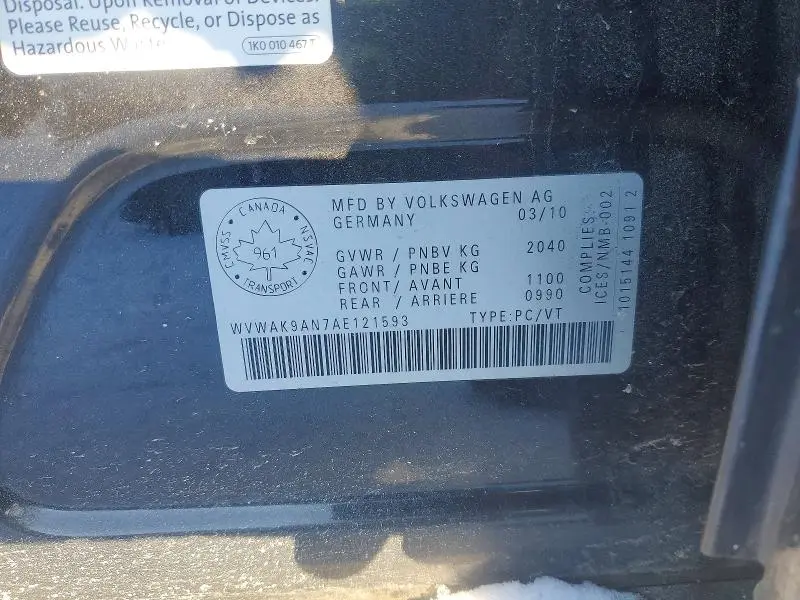 Disposal. Upon Removal of Devices,
Please Reuse, Recycle, or Dispose as
Hazardous
1K0 010 467 T
CANADA
CMVSS
NSVAC
961
TRANSPORT
MFD BY VOLKSWAGEN AG
GERMANY 03/10
GVWR / PNBV KG 2040
GAWR / PNBE KG
FRONT/ AVANT 1100
REAR / ARRIERE 0990
WVWAK9AN7AE121593 TYPE:PC/VT
COMPLIES:
ICES/NMB-002
1015144 1091 2